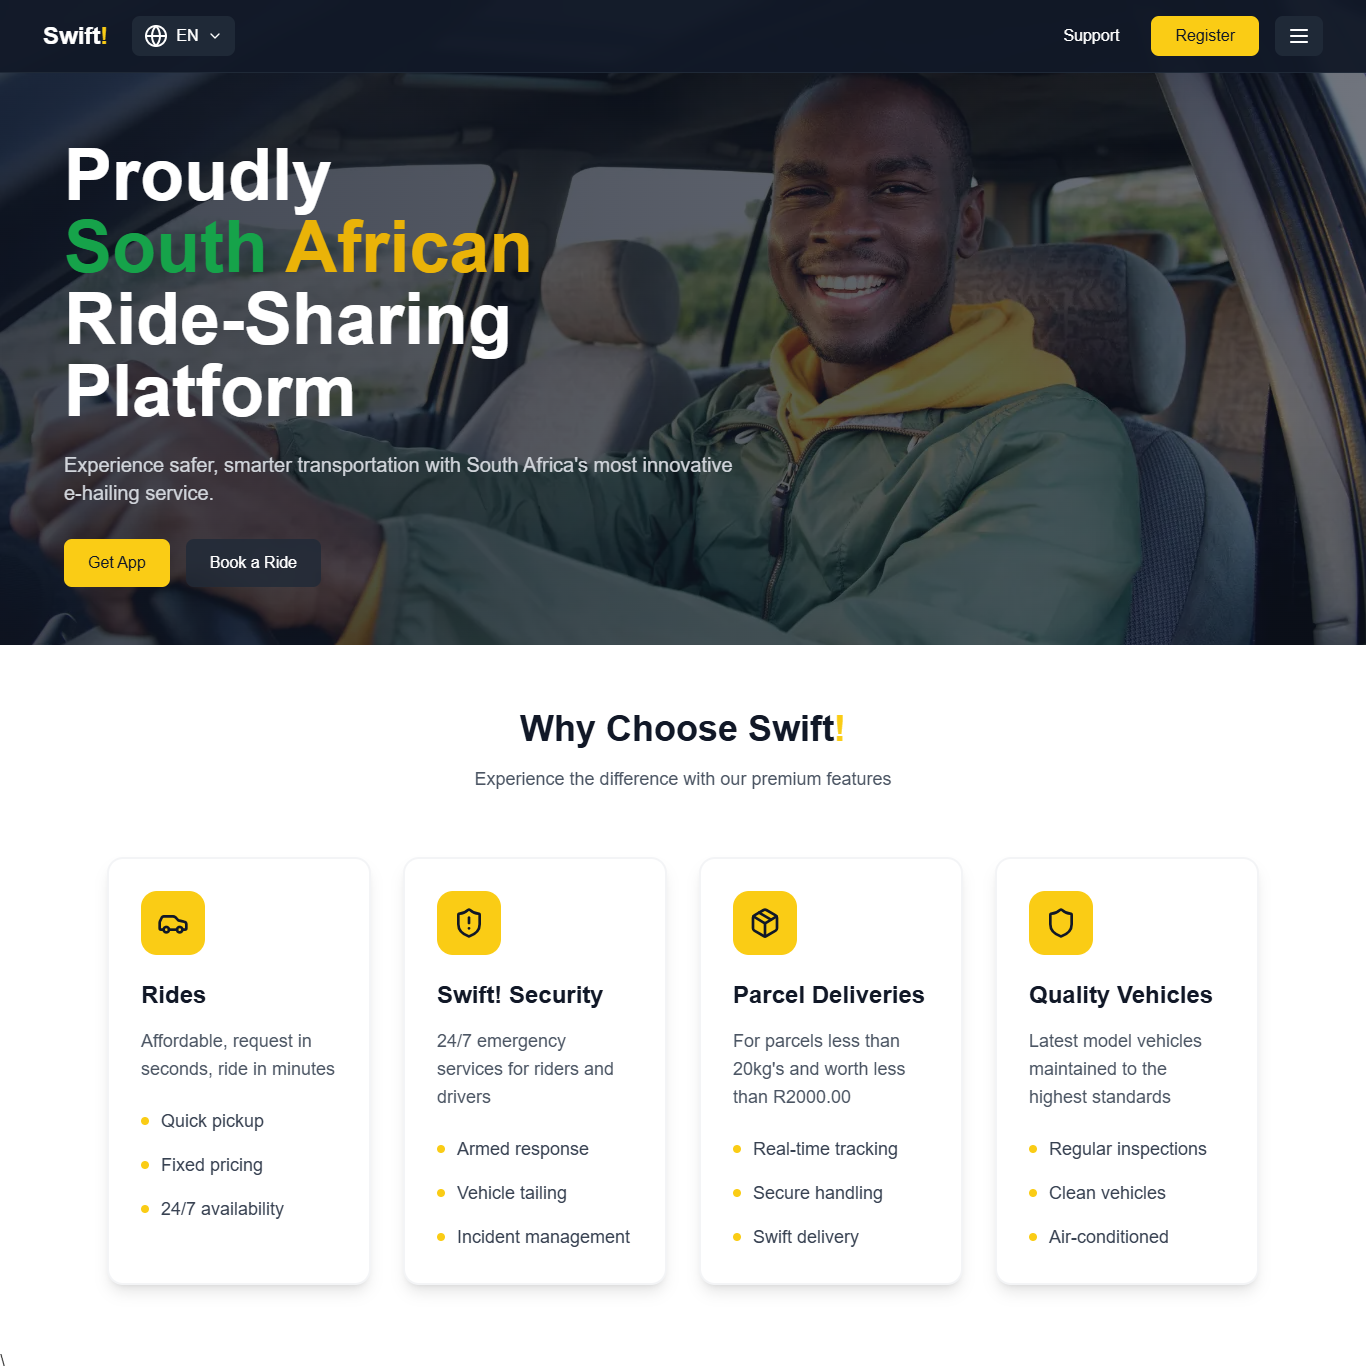 Swift!
EN
Support
Register
Proudly
South African
Ride-Sharing
Platform
Experience safer, smarter transportation with South Africa's most innovative
e-hailing service.
Get App
Book a Ride
Why Choose Swift!
Experience the difference with our premium features
Rides
Affordable, request in
seconds, ride in minutes
Quick pickup
Fixed pricing
24/7 availability
Swift! Security
24/7 emergency
services for riders and
drivers
Armed response
Vehicle tailing
Incident management
Parcel Deliveries
For parcels less than
20kg's and worth less
than R2000.00
Real-time tracking
Secure handling
Swift delivery
Quality Vehicles
Latest model vehicles
maintained to the
highest standards
Regular inspections
Clean vehicles
Air-conditioned
\